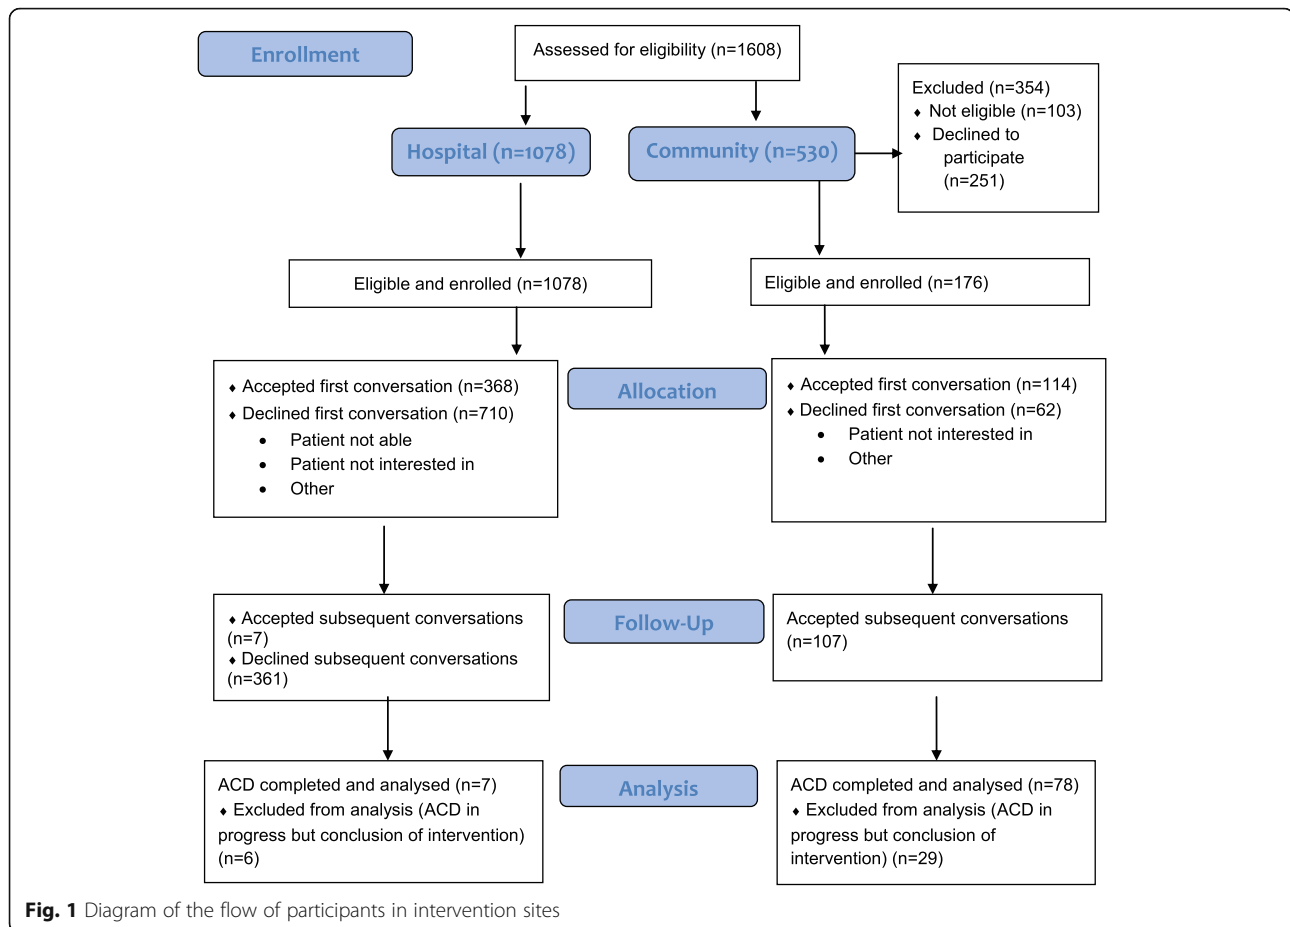 Enrollment
Assessed for eligibility (n=1608)
Excluded (n=354)
♦ Not eligible (n=103)
♦ Declined to
participate
(n=251)
Hospital (n=1078)
Community (n=530)
Eligible and enrolled (n=1078)
Eligible and enrolled (n=176)
♦ Accepted first conversation (n=368)
♦ Declined first conversation (n=710)
• Patient not able
• Patient not interested in
• Other
Allocation
♦ Accepted first conversation (n=114)
♦ Declined first conversation (n=62)
• Patient not interested in
• Other
♦ Accepted subsequent conversations
(n=7)
♦ Declined subsequent conversations
(n=361)
Follow-Up
Accepted subsequent conversations
(n=107)
ACD completed and analysed (n=7)
♦ Excluded from analysis (ACD in
progress but conclusion of intervention)
(n=6)
Analysis
ACD completed and analysed (n=78)
♦ Excluded from analysis (ACD in
progress but conclusion of
intervention) (n=29)
Fig. 1 Diagram of the flow of participants in intervention sites